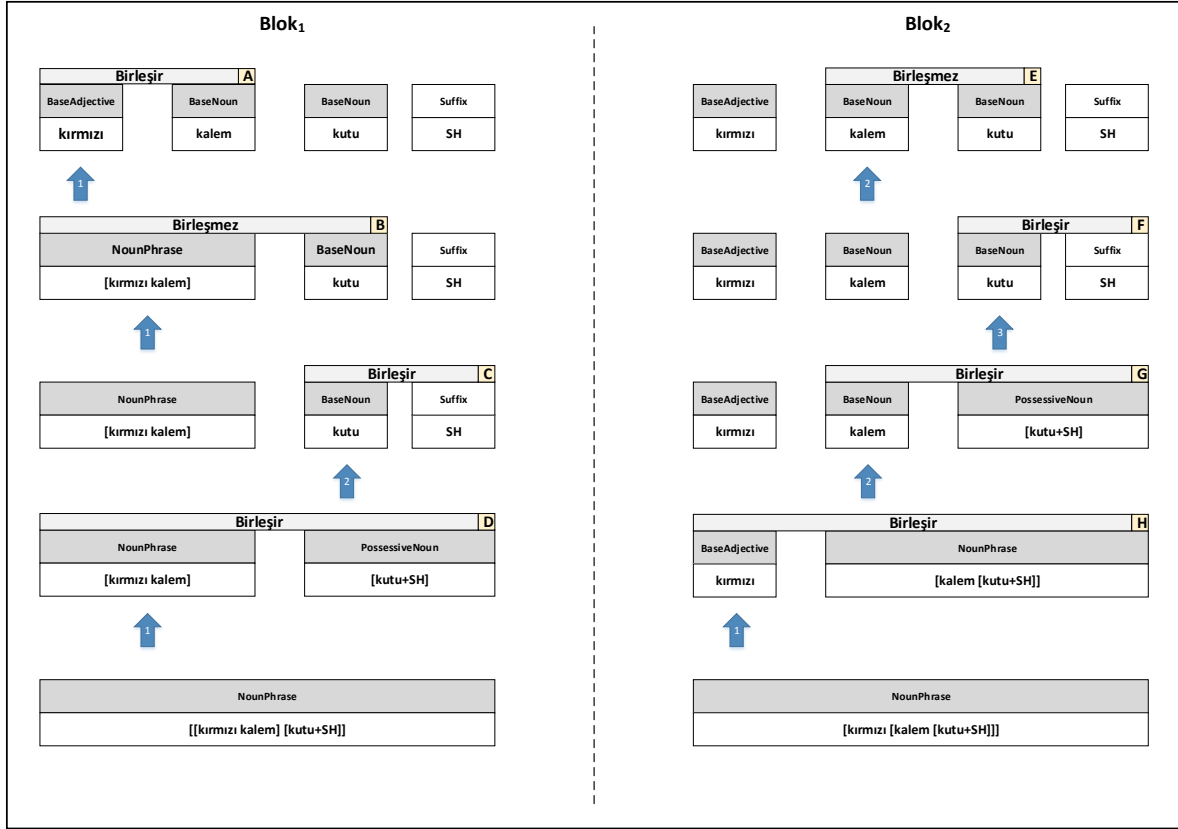 Blok1
Birleşir A
BaseAdjective BaseNoun BaseNoun Suffix
kırmızı kalem kutu SH
1
Birleşmez B
NounPhrase BaseNoun Suffix
[kırmızı kalem] kutu SH
1
Birleşir C
NounPhrase BaseNoun Suffix
[kırmızı kalem] kutu SH
2
Birleşir D
NounPhrase PossessiveNoun
[kırmızı kalem] [kutu+SH]
1
NounPhrase
[[kırmızı kalem] [kutu+SH]]
Blok2
Birleşmez E
BaseAdjective BaseNoun BaseNoun Suffix
kırmızı kalem kutu SH
2
Birleşir F
BaseAdjective BaseNoun BaseNoun Suffix
kırmızı kalem kutu SH
3
Birleşir G
BaseAdjective BaseNoun PossessiveNoun
kırmızı kalem [kutu+SH]
2
Birleşir H
BaseAdjective NounPhrase
kırmızı [kalem [kutu+SH]]
1
NounPhrase
[kırmızı [kalem [kutu+SH]]]